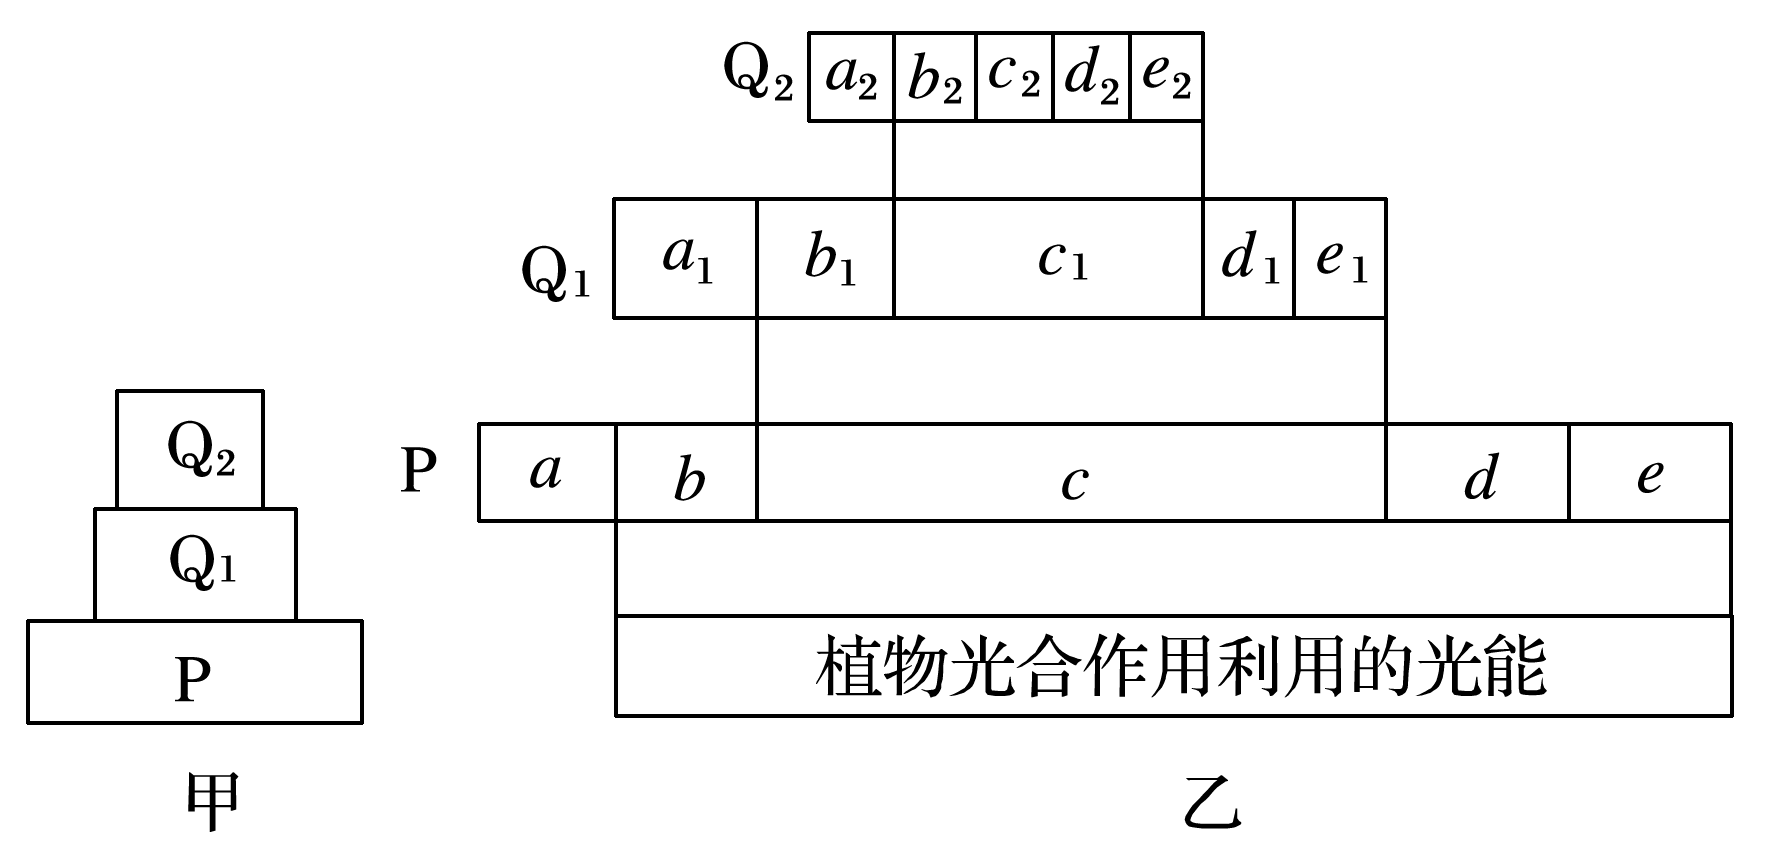 Q₂ a₂ b₂ c₂ d₂ e₂
Q₁ a₁ b₁ c₁ d₁ e₁
P a b c d e
植物光合作用利用的光能
乙
Q₂
Q₁
P
甲